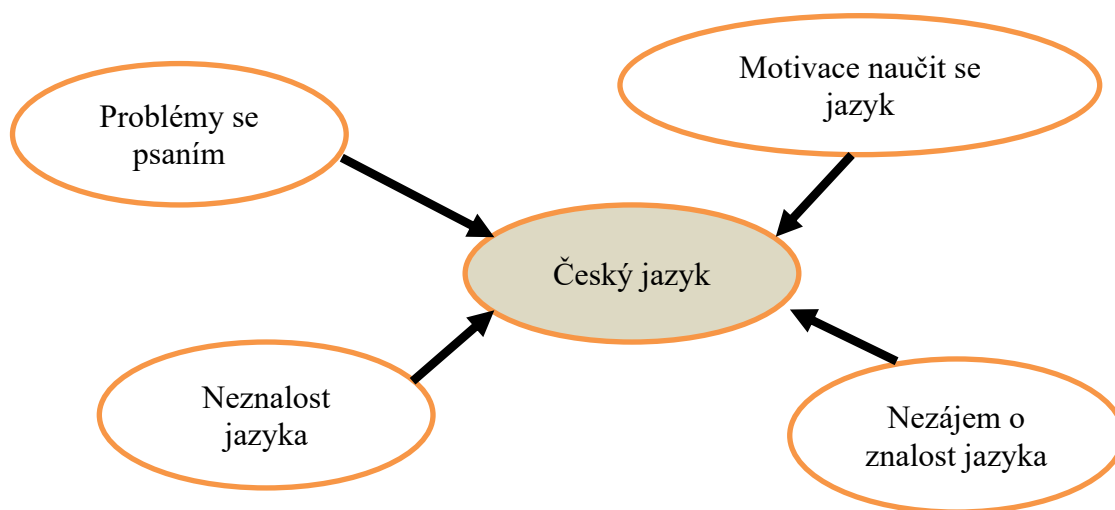 Problémy se
psaním
Motivace naučit se
jazyk
Český jazyk
Neznalost
jazyka
Nezájem o
znalost jazyka